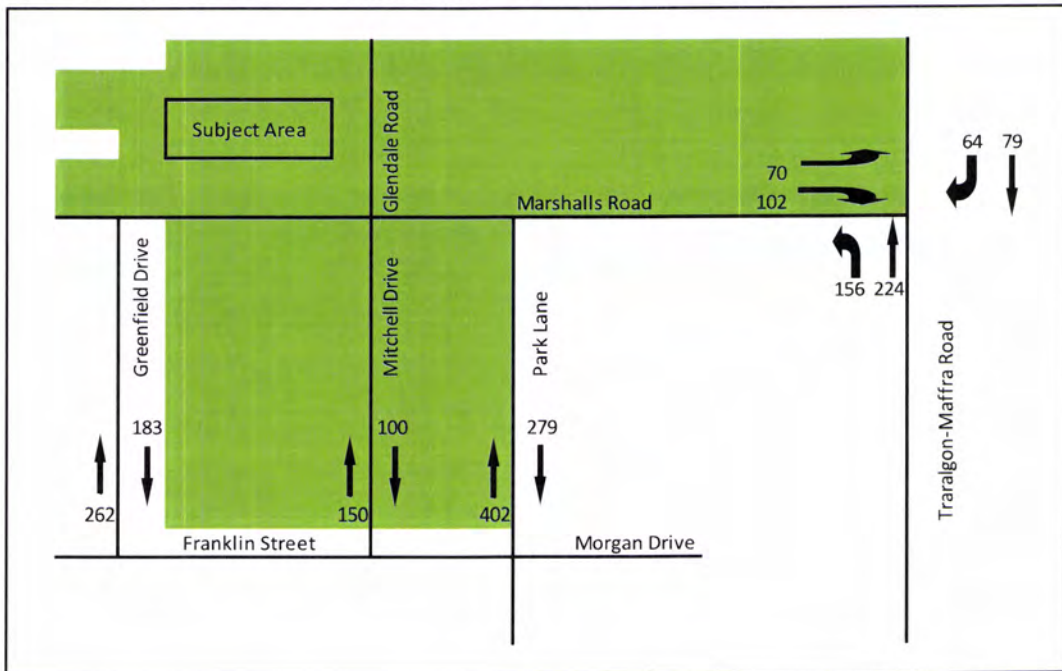 Subject Area
Glendale Road
64 79
70
102
Marshalls Road
156 224
Greenfield Drive
Mitchell Drive
Park Lane
Traralgon-Maffra Road
183
100
279
262
150
402
Franklin Street
Morgan Drive